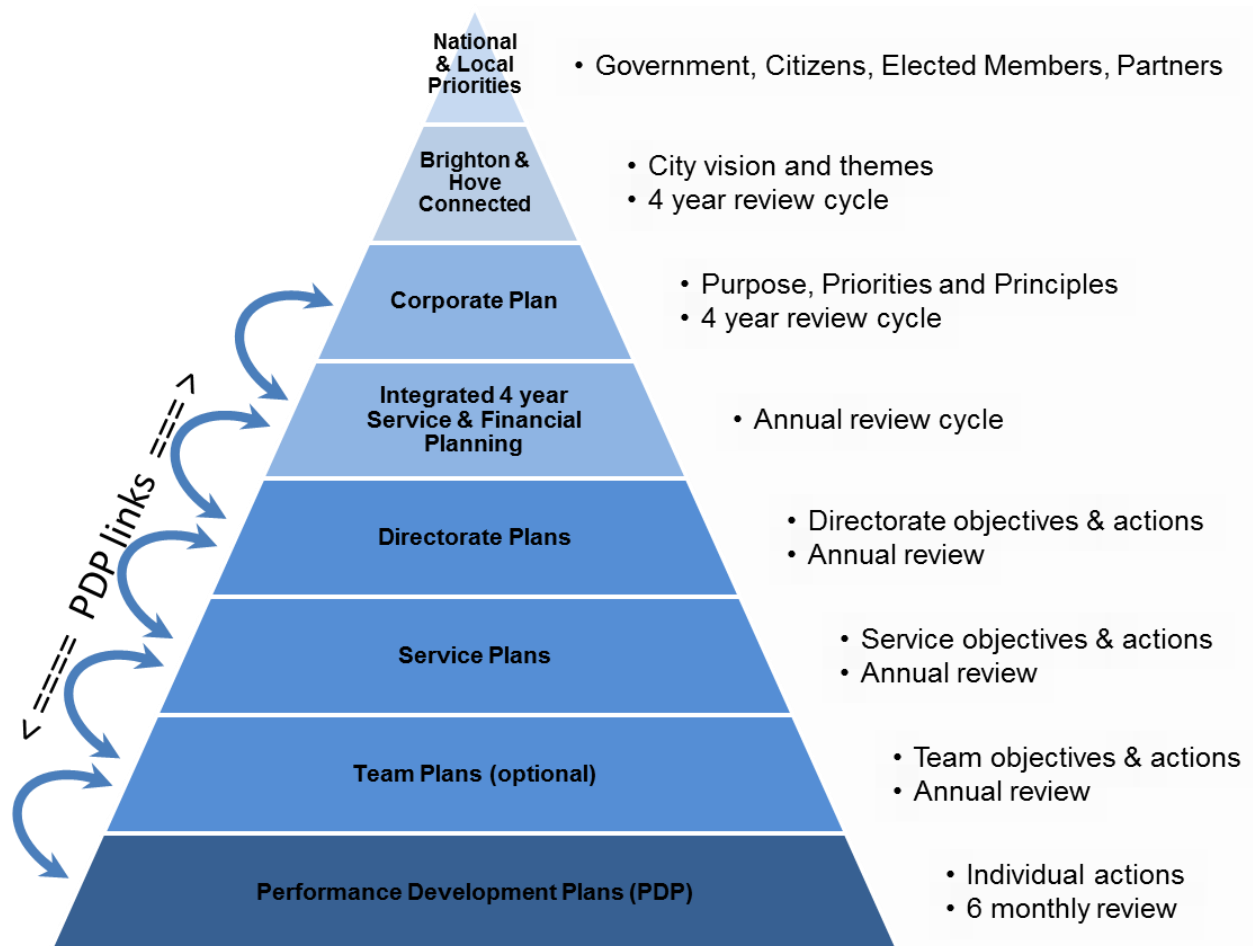 National
& Local
Priorities
• Government, Citizens, Elected Members, Partners
Brighton &
Hove
Connected
• City vision and themes
• 4 year review cycle
Corporate Plan
• Purpose, Priorities and Principles
• 4 year review cycle
Integrated 4 year
Service & Financial
Planning
• Annual review cycle
Directorate Plans
• Directorate objectives & actions
• Annual review
Service Plans
• Service objectives & actions
• Annual review
Team Plans (optional)
• Team objectives & actions
• Annual review
Performance Development Plans (PDP)
• Individual actions
• 6 monthly review
< ==== PDP links ==== >